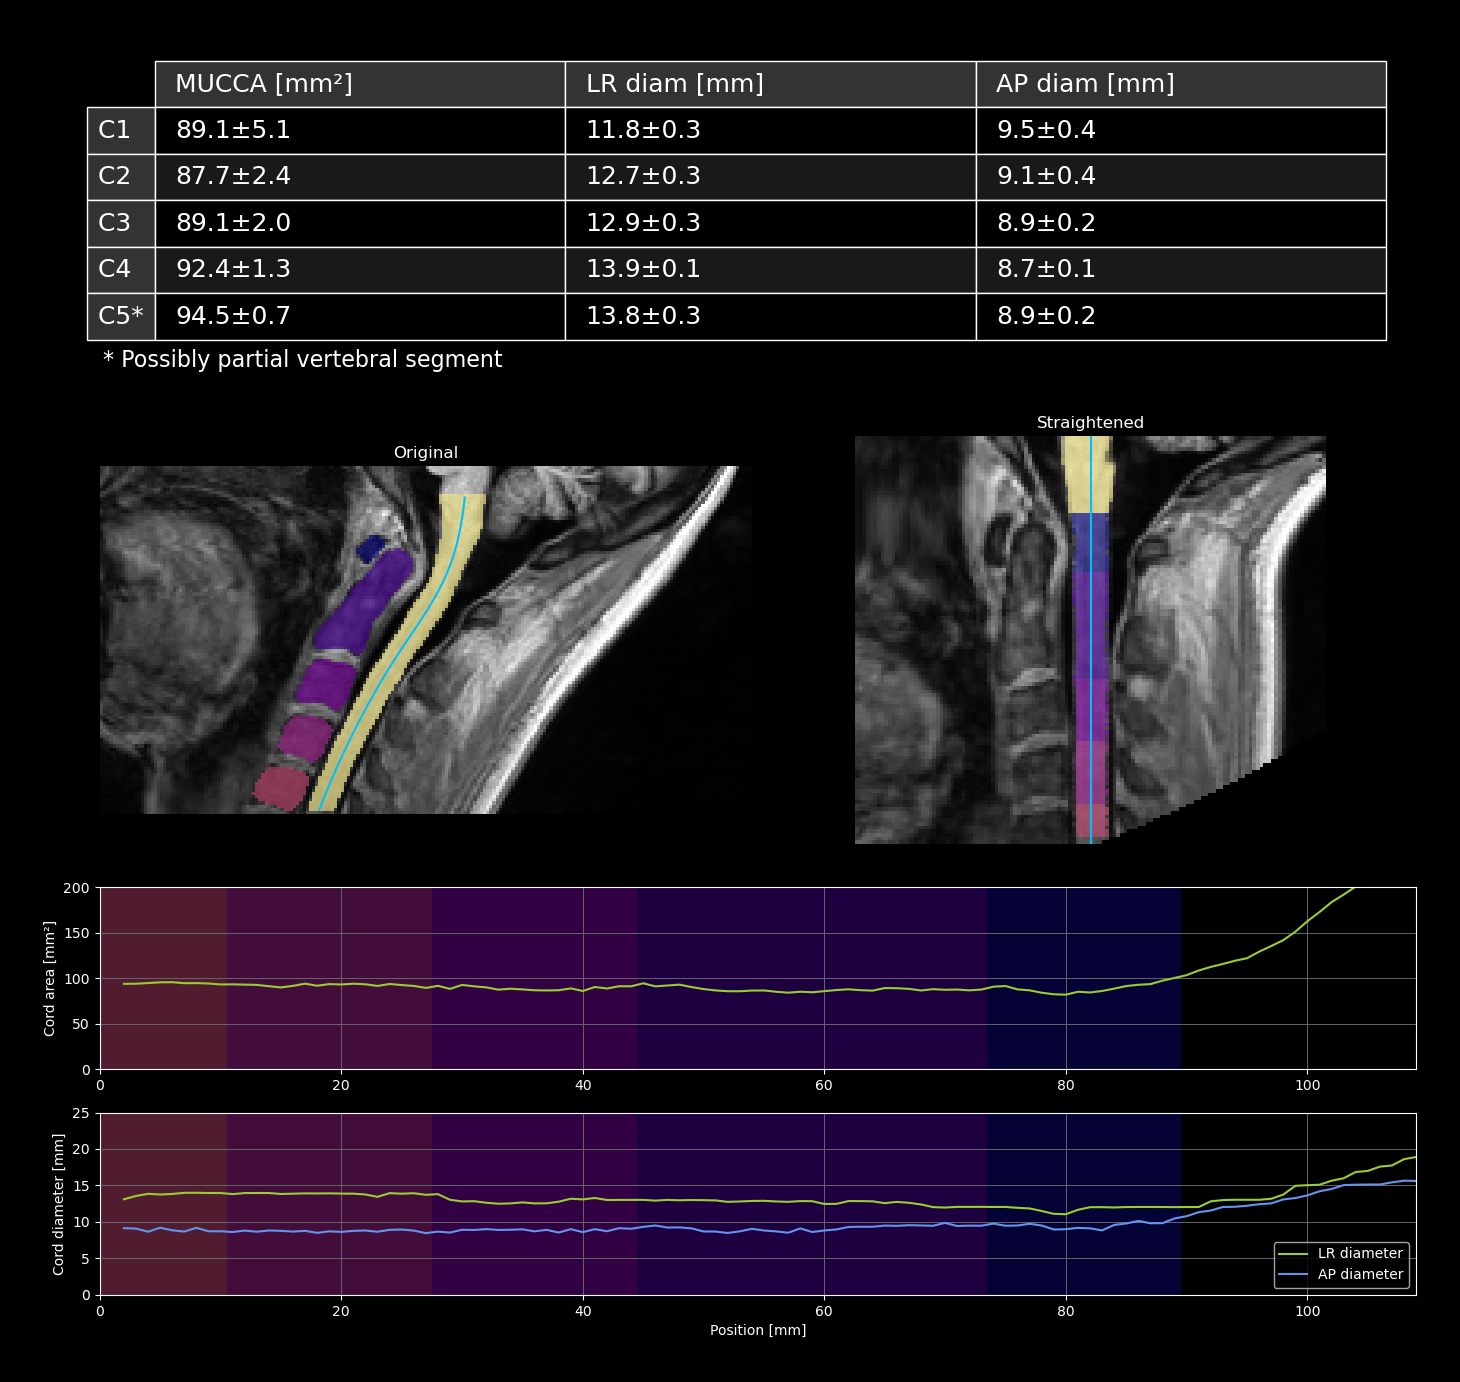 MUCCA [mm²] LR diam [mm] AP diam [mm]
C1 89.1±5.1 11.8±0.3 9.5±0.4
C2 87.7±2.4 12.7±0.3 9.1±0.4
C3 89.1±2.0 12.9±0.3 8.9±0.2
C4 92.4±1.3 13.9±0.1 8.7±0.1
C5* 94.5±0.7 13.8±0.3 8.9±0.2
* Possibly partial vertebral segment
Original
Straightened
Cord area [mm²]
200
150
100
50
0
0 20 40 60 80 100
Cord diameter [mm]
25
20
15
10
5
0
LR diameter
AP diameter
0 20 40 60 80 100
Position [mm]